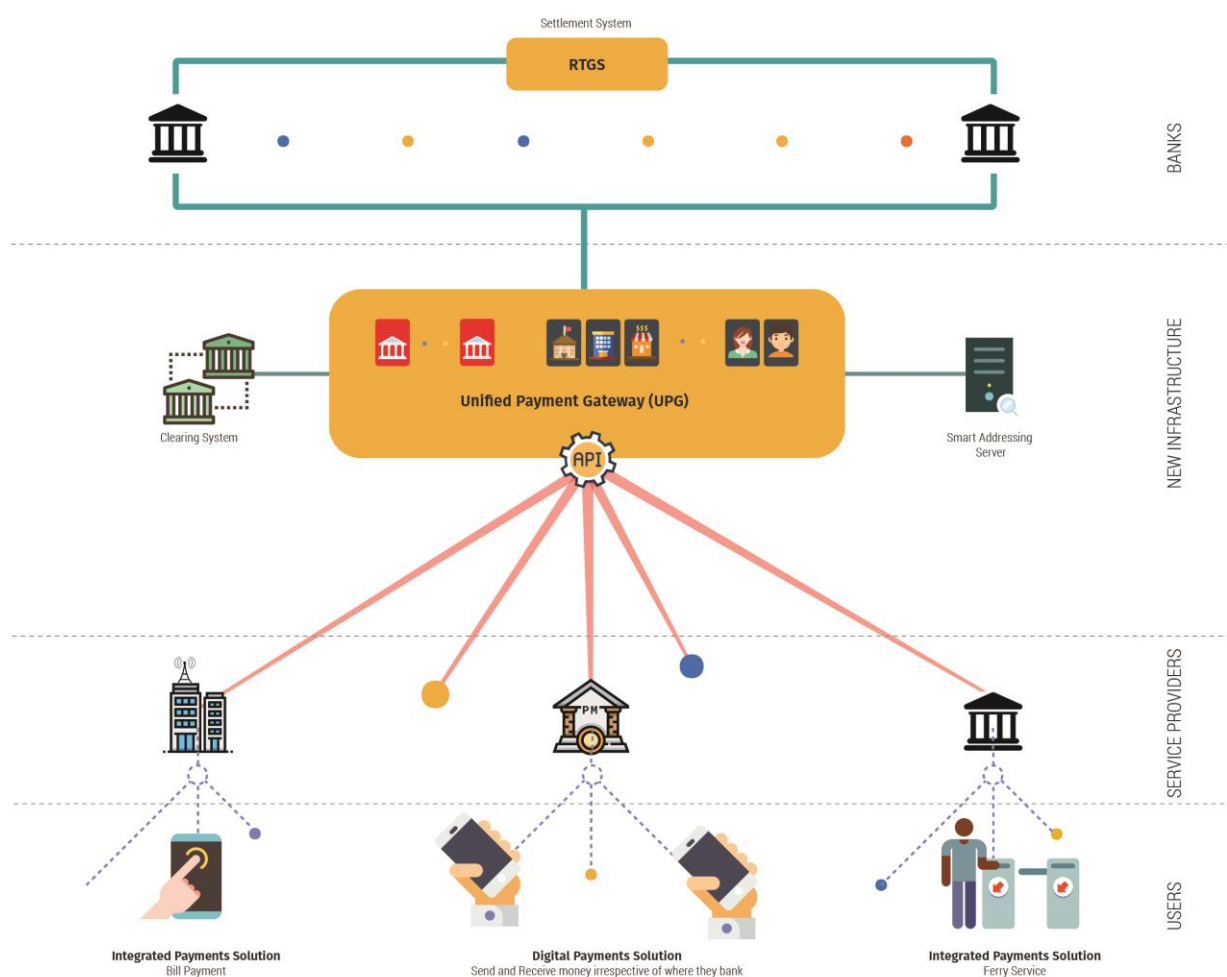 Settlement System
RTGS
BANKS
Unified Payment Gateway (UPG)
Clearing System
Smart Addressing
Server
API
NEW INFRASTRUCTURE
PM
SERVICE PROVIDERS
USERS
Integrated Payments Solution
Bill Payment
Digital Payments Solution
Send and Receive money irrespective of where they bank
Integrated Payments Solution
Ferry Service